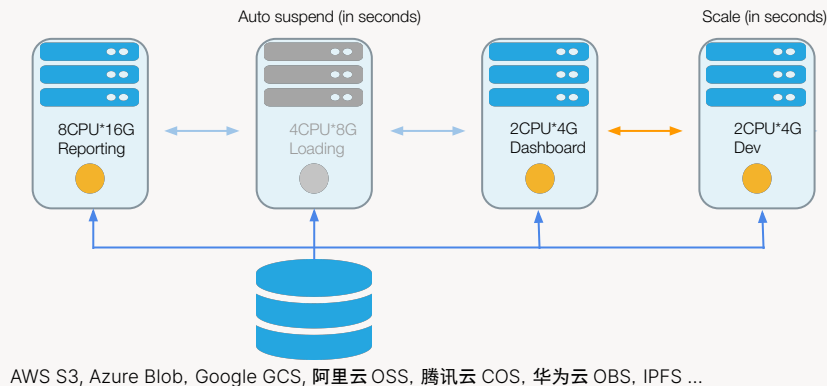 Auto suspend (in seconds)
Scale (in seconds)
8CPU*16G
Reporting
4CPU*8G
Loading
2CPU*4G
Dashboard
2CPU*4G
Dev
AWS S3, Azure Blob, Google GCS, 阿里云 OSS, 腾讯云 COS, 华为云 OBS, IPFS ...